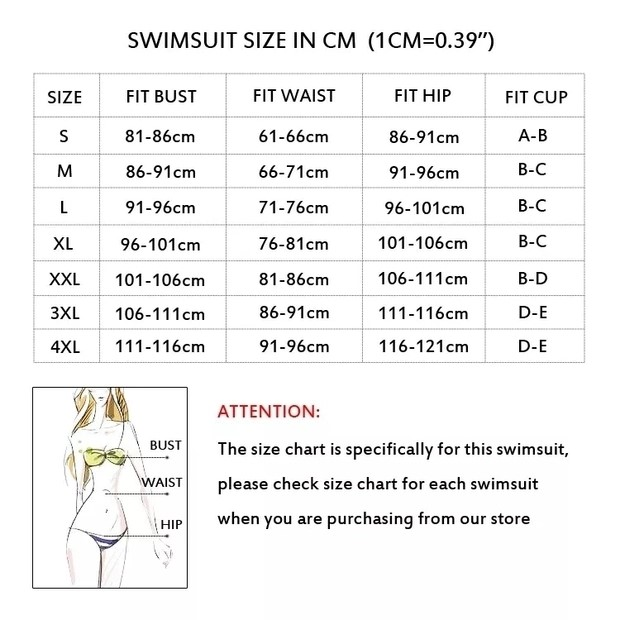 SWIMSUIT SIZE IN CM (1CM=0.39”)
SIZE FIT BUST FIT WAIST FIT HIP FIT CUP
S 81-86cm 61-66cm 86-91cm A-B
M 86-91cm 66-71cm 91-96cm B-C
L 91-96cm 71-76cm 96-101cm B-C
XL 96-101cm 76-81cm 101-106cm B-C
XXL 101-106cm 81-86cm 106-111cm B-D
3XL 106-111cm 86-91cm 111-116cm D-E
4XL 111-116cm 91-96cm 116-121cm D-E
BUST
WAIST
HIP
ATTENTION:
The size chart is specifically for this swimsuit,
please check size chart for each swimsuit
when you are purchasing from our store